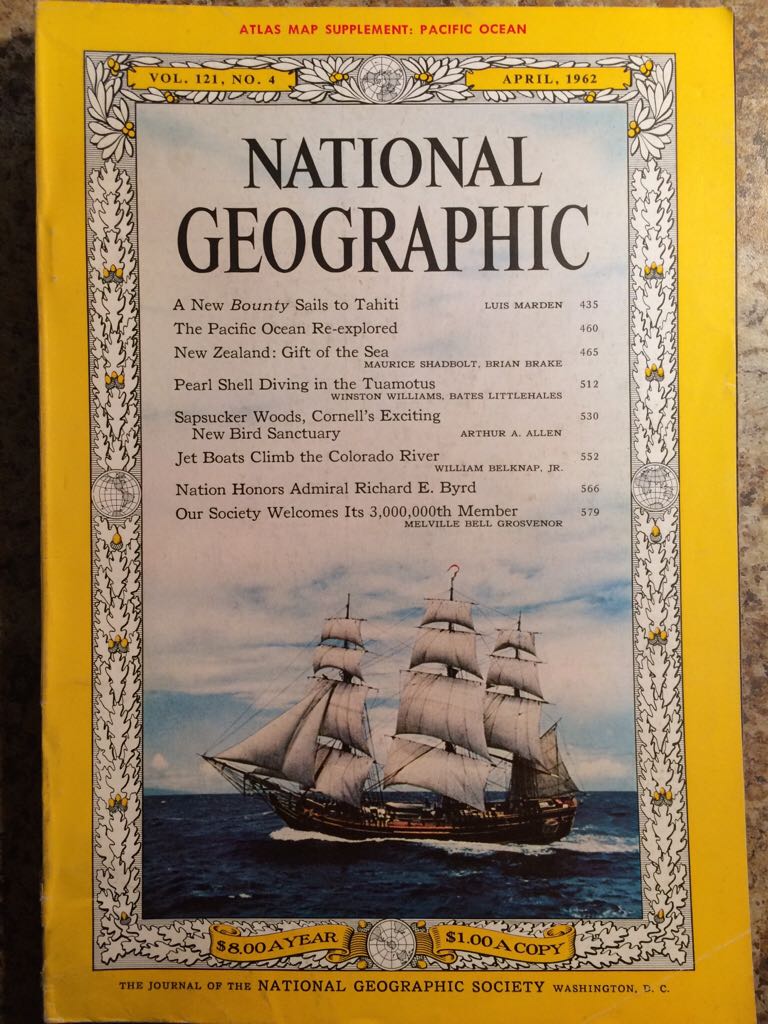 ATLAS MAP SUPPLEMENT: PACIFIC OCEAN
VOL. 121, NO. 4 APRIL, 1962
NATIONAL
GEOGRAPHIC
A New Bounty Sails to Tahiti LUIS MARDEN 435
The Pacific Ocean Re-explored 460
New Zealand: Gift of the Sea 465
MAURICE SHADBOLT, BRIAN BRAKE
Pearl Shell Diving in the Tuamotus 512
WINSTON WILLIAMS, BATES LITTLEHALES
Sapsucker Woods, Cornell's Exciting 530
New Bird Sanctuary ARTHUR A. ALLEN
Jet Boats Climb the Colorado River 552
WILLIAM BELKNAP, JR.
Nation Honors Admiral Richard E. Byrd 566
Our Society Welcomes Its 3,000,000th Member 579
MELVILLE BELL GROSVENOR
$8.00 A YEAR $1.00 A COPY
THE JOURNAL OF THE NATIONAL GEOGRAPHIC SOCIETY WASHINGTON, D. C.